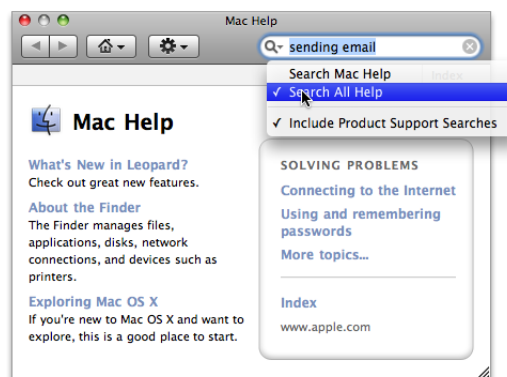 Mac Help
sending email
Search Mac Help
Index
Search All Help
Include Product Support Searches
Mac Help
What's New in Leopard?
Check out great new features.
About the Finder
The Finder manages files,
applications, disks, network
connections, and devices such as
printers.
Exploring Mac OS X
If you're new to Mac OS X and want to
explore, this is a good place to start.
SOLVING PROBLEMS
Connecting to the Internet
Using and remembering
passwords
More topics...
Index
www.apple.com